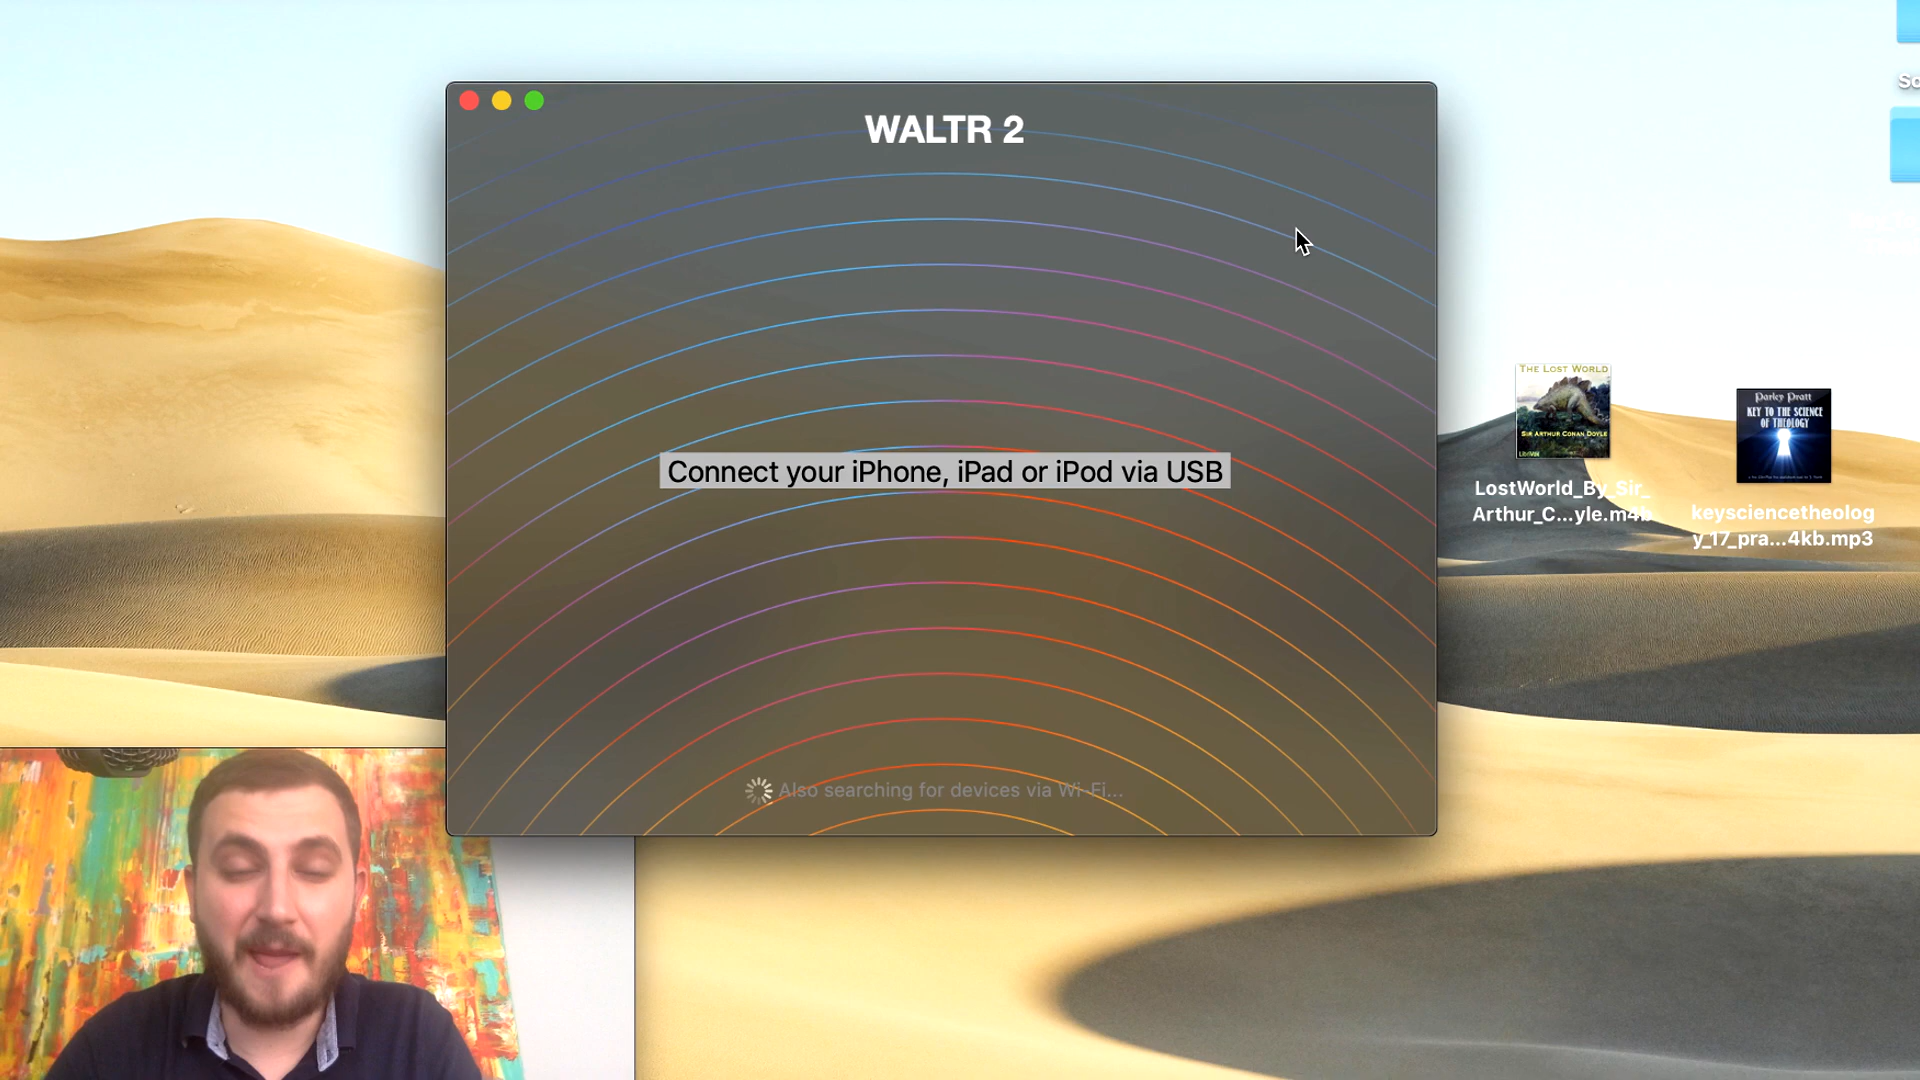 WALTR 2
Connect your iPhone, iPad or iPod via USB
Also searching for devices via Wi-Fi...
So
THE LOST WORLD
SIR ARTHUR CONAN DOYLE
LibriVox
LostWorld_By_Sir_
Arthur_C...yle.m4b
Parley Pratt
KEY TO THE SCIENCE
OF THEOLOGY
keysciencetheolog
y_17_pra...4kb.mp3